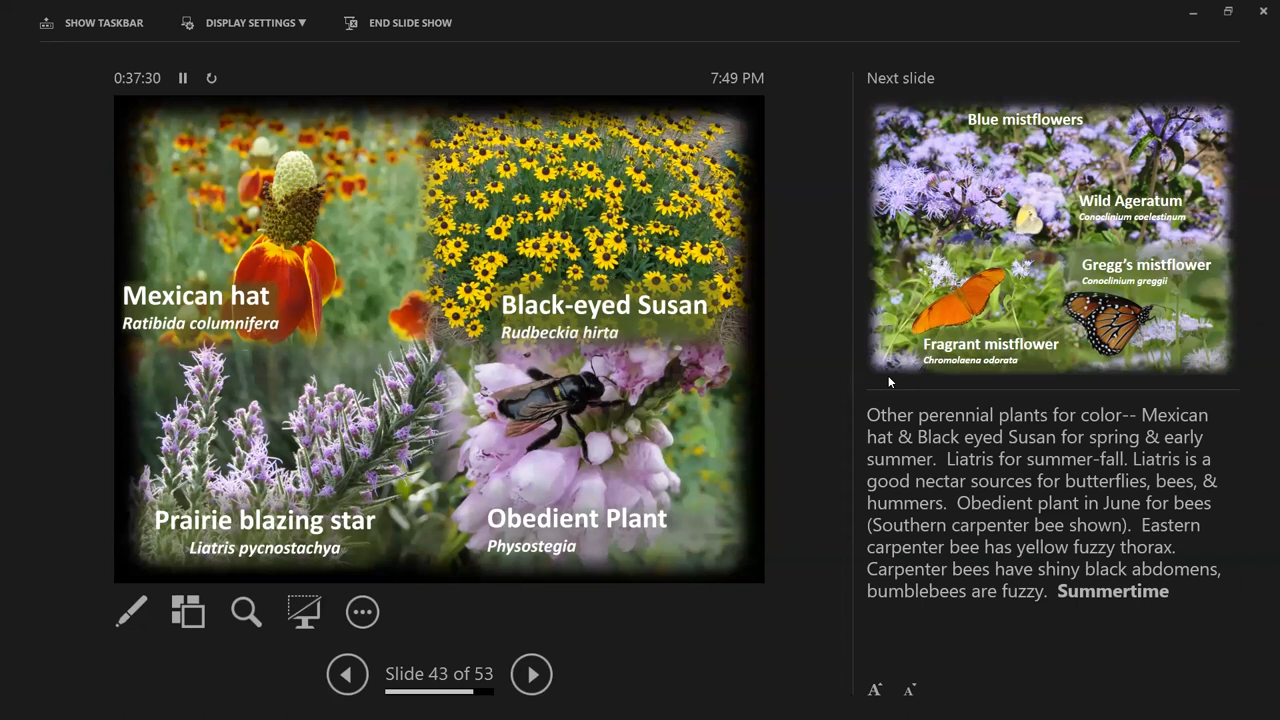 SHOW TASKBAR
DISPLAY SETTINGS ▼
END SLIDE SHOW
0:37:30
7:49 PM
Mexican hat
Ratibida columnifera
Black-eyed Susan
Rudbeckia hirta
Prairie blazing star
Liatris pycnostachya
Obedient Plant
Physostegia
Slide 43 of 53
Next slide
Blue mistflowers
Wild Ageratum
Conoclinium coelestinum
Gregg's mistflower
Conoclinium greggii
Fragrant mistflower
Chromolaena odorata
Other perennial plants for color-- Mexican
hat & Black eyed Susan for spring & early
summer.  Liatris for summer-fall. Liatris is a
good nectar sources for butterflies, bees, &
hummers.  Obedient plant in June for bees
(Southern carpenter bee shown).  Eastern
carpenter bee has yellow fuzzy thorax.
Carpenter bees have shiny black abdomens,
bumblebees are fuzzy.  Summertime
A A